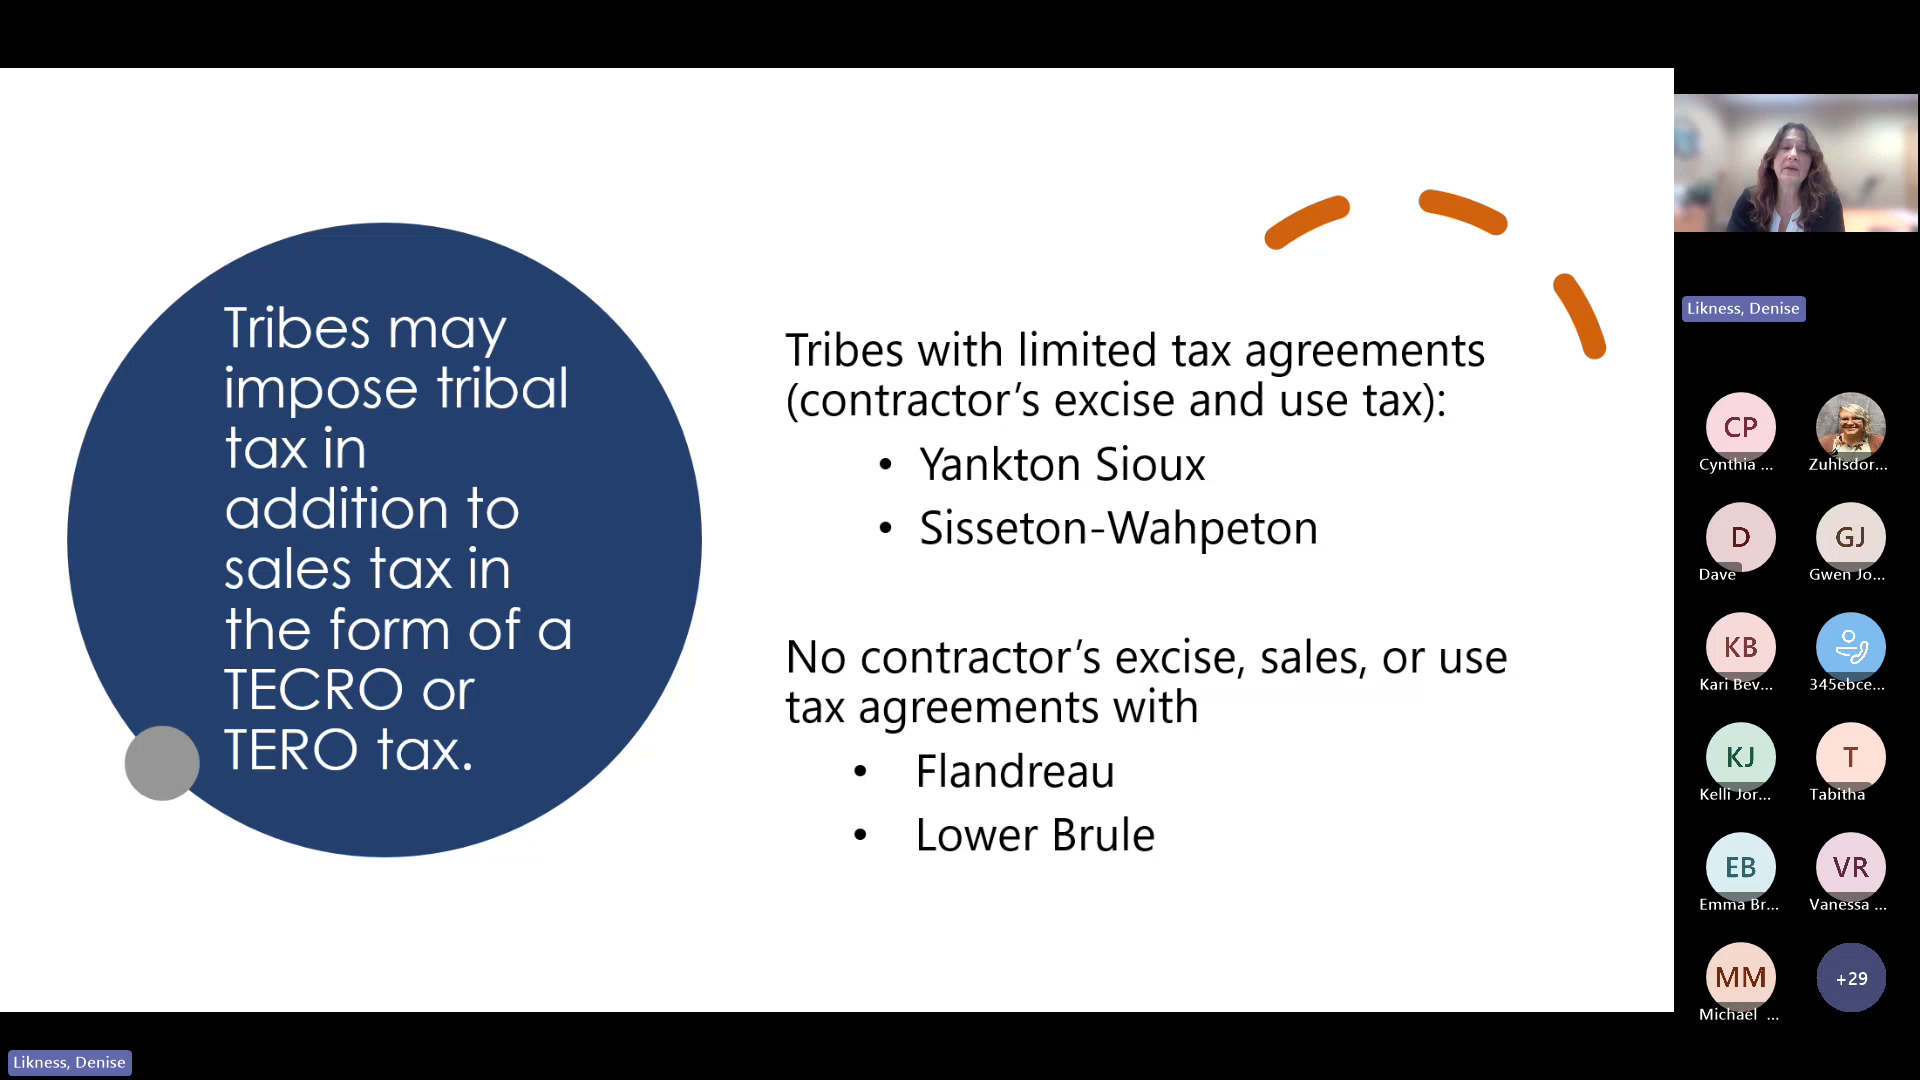 Tribes may
impose tribal
tax in
addition to
sales tax in
the form of a
TECRO or
TERO tax.
Tribes with limited tax agreements
(contractor’s excise and use tax):
• Yankton Sioux
• Sisseton-Wahpeton
No contractor’s excise, sales, or use
tax agreements with
• Flandreau
• Lower Brule
Likness, Denise
CP
Cynthia ...
Zuhlsdor...
D
Dave
GJ
Gwen Jo...
KB
Kari Bev...
345ebce...
KJ
Kelli Jor...
T
Tabitha
EB
Emma Br...
VR
Vanessa ...
MM
Michael ...
+29
Likness, Denise